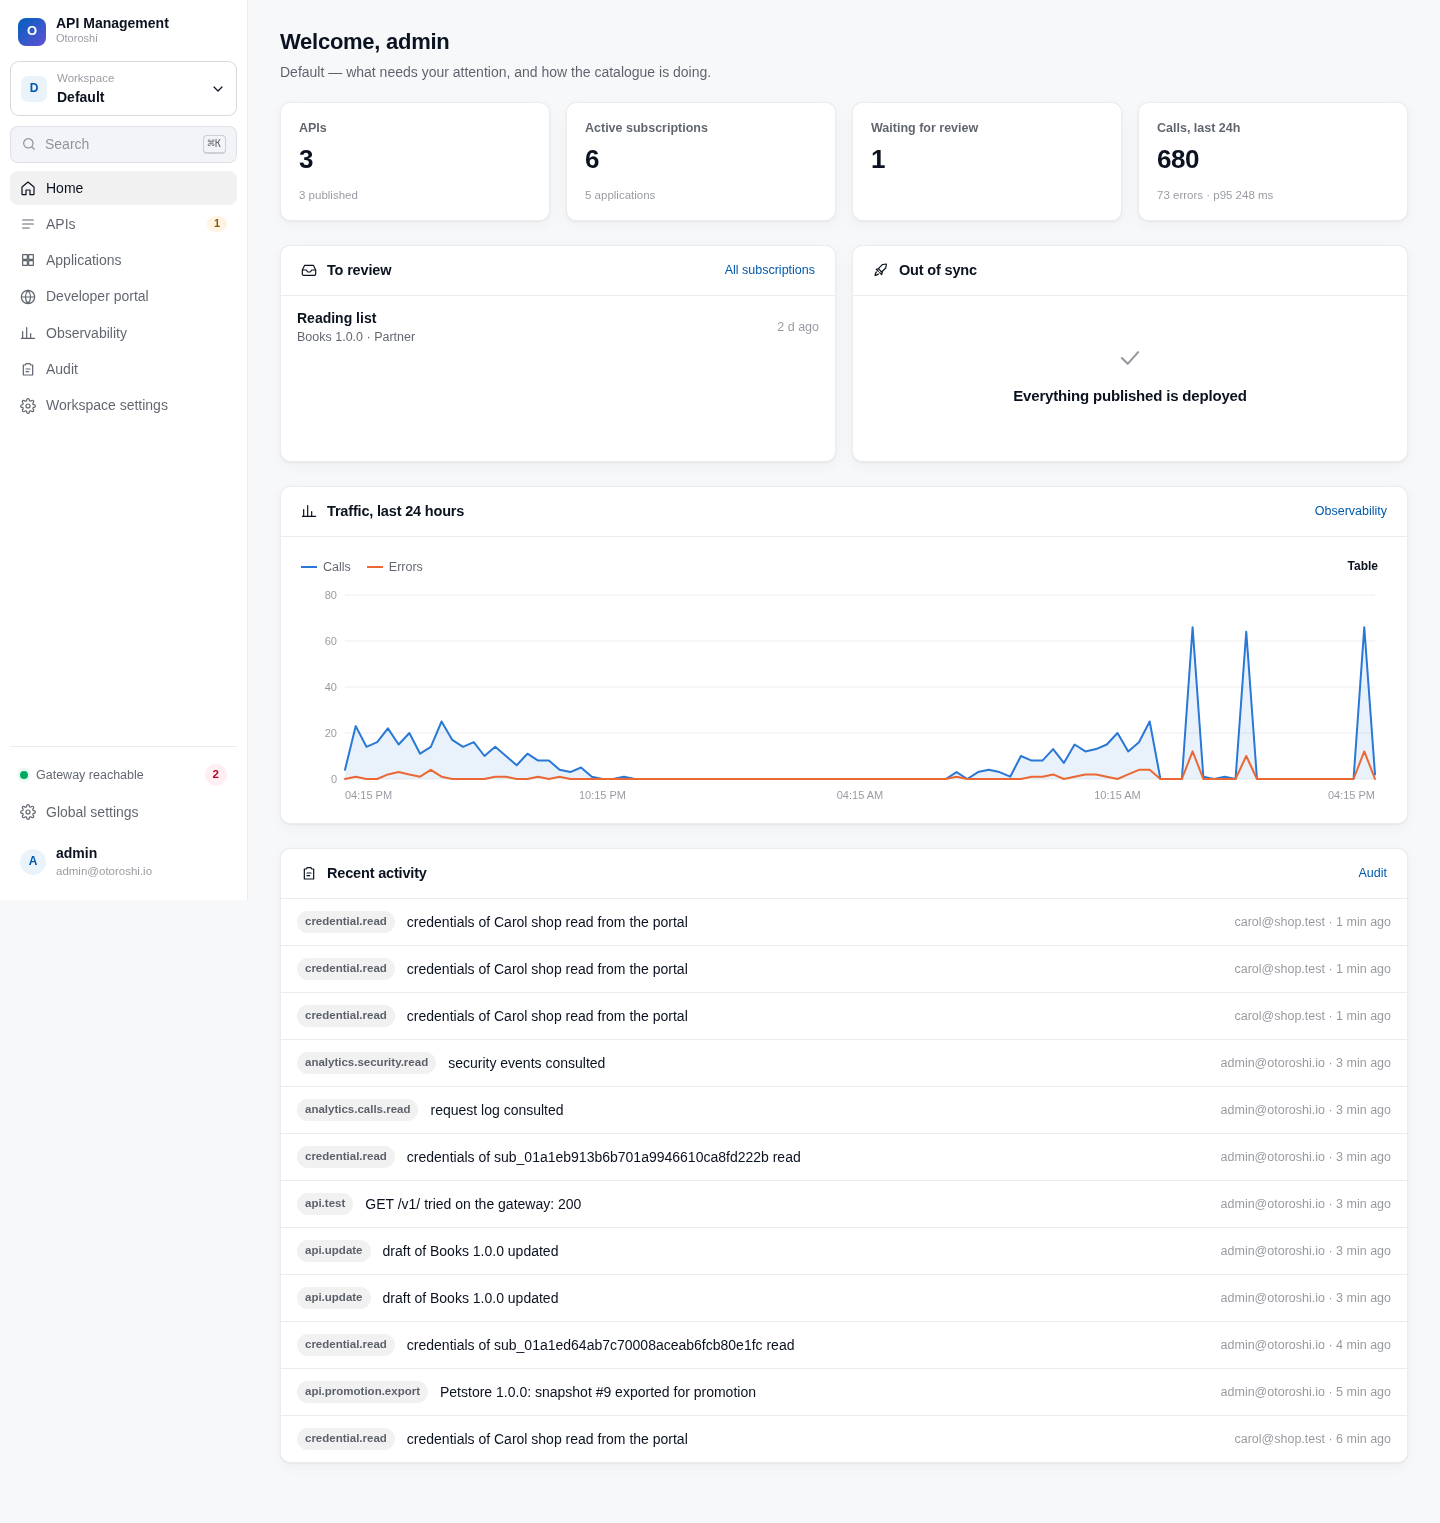 O
API Management
Otoroshi
D
Workspace
Default
Search
⌘K
Home
APIs
1
Applications
Developer portal
Observability
Audit
Workspace settings
Gateway reachable
2
Global settings
A
admin
admin@otoroshi.io
Welcome, admin
Default — what needs your attention, and how the catalogue is doing.
APIs
3
3 published
Active subscriptions
6
5 applications
Waiting for review
1
Calls, last 24h
680
73 errors · p95 248 ms
To review
All subscriptions
Reading list
Books 1.0.0 · Partner
2 d ago
Out of sync
Everything published is deployed
Traffic, last 24 hours
Observability
Calls
Errors
Table
80
60
40
20
0
04:15 PM
10:15 PM
04:15 AM
10:15 AM
04:15 PM
Recent activity
Audit
credential.read credentials of Carol shop read from the portal carol@shop.test · 1 min ago
credential.read credentials of Carol shop read from the portal carol@shop.test · 1 min ago
credential.read credentials of Carol shop read from the portal carol@shop.test · 1 min ago
analytics.security.read security events consulted admin@otoroshi.io · 3 min ago
analytics.calls.read request log consulted admin@otoroshi.io · 3 min ago
credential.read credentials of sub_01a1eb913b6b701a9946610ca8fd222b read admin@otoroshi.io · 3 min ago
api.test GET /v1/ tried on the gateway: 200 admin@otoroshi.io · 3 min ago
api.update draft of Books 1.0.0 updated admin@otoroshi.io · 3 min ago
api.update draft of Books 1.0.0 updated admin@otoroshi.io · 3 min ago
credential.read credentials of sub_01a1ed64ab7c70008aceab6fcb80e1fc read admin@otoroshi.io · 4 min ago
api.promotion.export Petstore 1.0.0: snapshot #9 exported for promotion admin@otoroshi.io · 5 min ago
credential.read credentials of Carol shop read from the portal carol@shop.test · 6 min ago